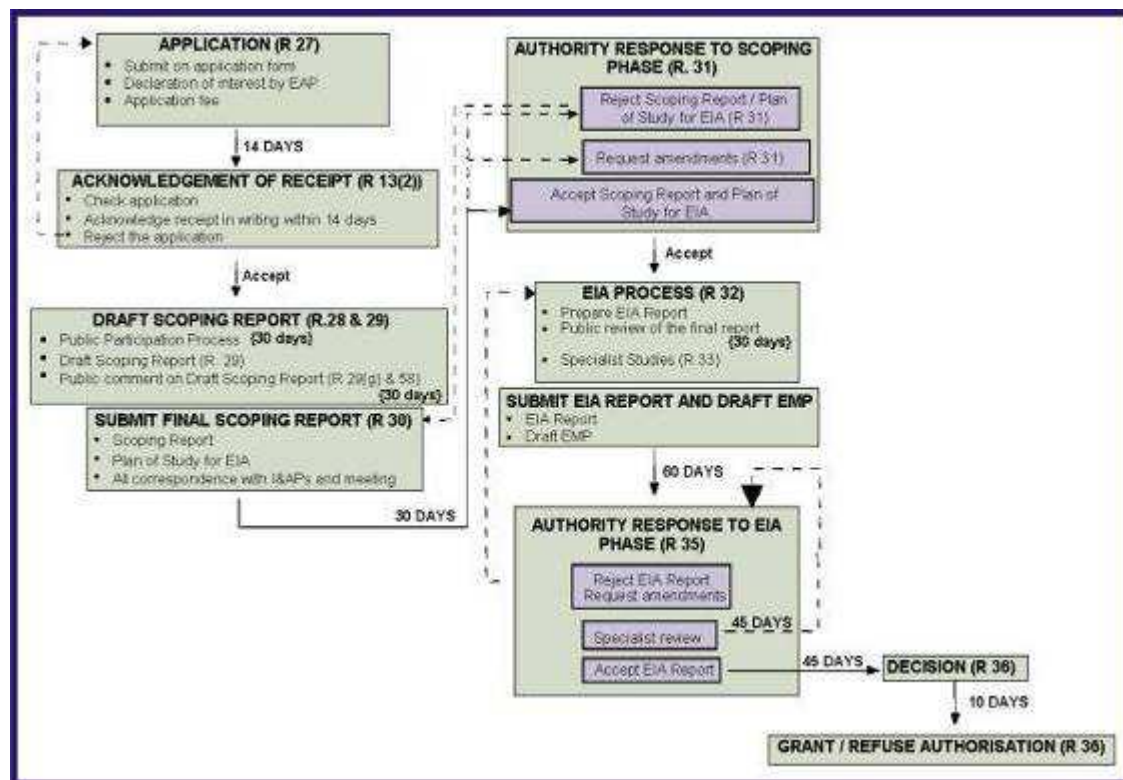 APPLICATION (R 27)
• Submit on application form
• Declaration of interest by EAP
• Application fee
14 DAYS
ACKNOWLEDGEMENT OF RECEIPT (R 13(2))
• Check application
• Acknowledge receipt in writing within 14 days
• Reject the application
Accept
DRAFT SCOPING REPORT (R.28 & 29)
• Public Participation Process {30 days}
• Draft Scoping Report (R. 29)
• Public comment on Draft Scoping Report (R 29(g) & 58)
{30 days}
SUBMIT FINAL SCOPING REPORT (R 30)
• Scoping Report
• Plan of Study for EIA
• All correspondence with I&APs and meeting
30 DAYS
AUTHORITY RESPONSE TO SCOPING
PHASE (R. 31)
Reject Scoping Report / Plan
of Study for EIA (R 31)
Request amendments (R 31)
Accept Scoping Report and Plan of
Study for EIA
Accept
EIA PROCESS (R 32)
• Prepare EIA Report
• Public review of the final report
{30 days}
• Specialist Studies (R 33)
SUBMIT EIA REPORT AND DRAFT EMP
• EIA Report
• Draft EMP
60 DAYS
AUTHORITY RESPONSE TO EIA
PHASE (R 35)
Reject EIA Report
Request amendments
Specialist review
45 DAYS
Accept EIA Report
45 DAYS
DECISION (R 36)
10 DAYS
GRANT / REFUSE AUTHORISATION (R 36)